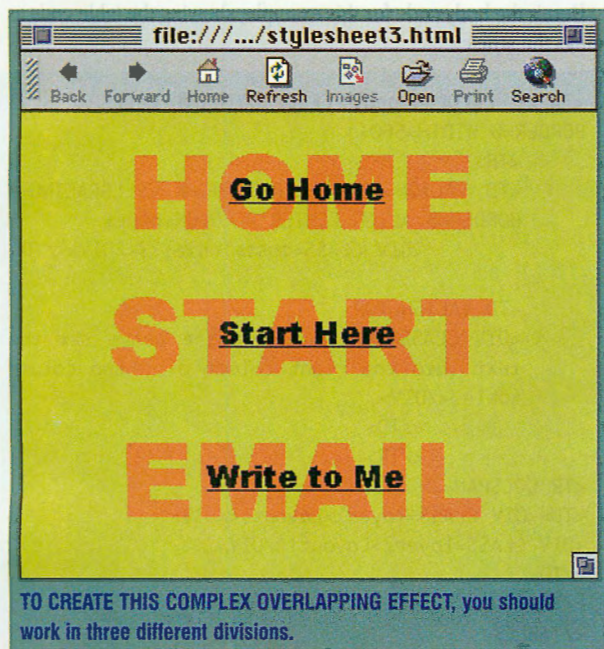 file:///.../stylesheet3.html
Back Forward Home Refresh Images Open Print Search
HOME
Go Home
START
Start Here
EMAIL
Write to Me
TO CREATE THIS COMPLEX OVERLAPPING EFFECT, you should
work in three different divisions.